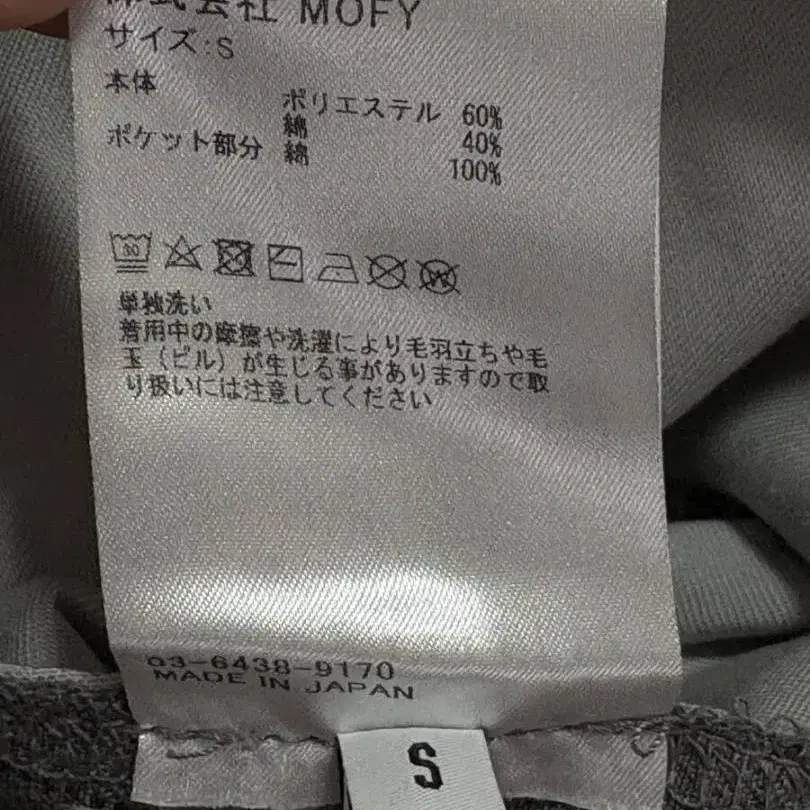 株式会社 MOFY
サイズ:S
本体
ポリエステル 60%
綿 40%
ポケット部分 綿 100%
30
W
単独洗い
着用中の摩擦や洗濯により毛羽立ちや毛
玉(ピル)が生じる事がありますので取
り扱いには注意してください
03-6438-9170
MADE IN JAPAN
S